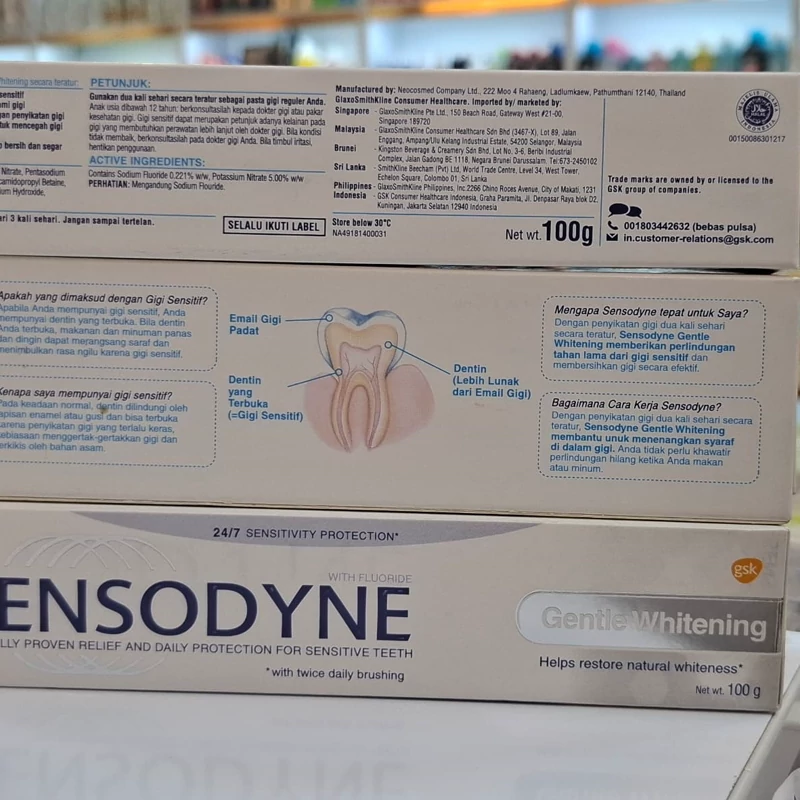 hitening secara teratur:
sensitif
mi gigi
gan penyikatan gigi
tuk mencegah gigi
bersih dan segar
Nitrate, Pentasodium
camidopropyl Betaine,
um Hydroxide,
ari 3 kali sehari. Jangan sampai tertelan.
PETUNJUK:
Gunakan dua kali sehari secara teratur sebagai pasta gigi reguler Anda.
Anak usia dibawah 12 tahun: berkonsultasilah kepada dokter gigi atau pakar
kesehatan gigi. Gigi sensitif dapat merupakan petunjuk adanya kelainan pada
gigi yang membutuhkan perawatan lebih lanjut oleh dokter gigi. Bila kondisi
tidak membaik, berkonsultasilah pada dokter gigi Anda. Bila timbul iritasi,
hentikan penggunaan.
ACTIVE INGREDIENTS:
Contains Sodium Fluoride 0.221% w/w, Potassium Nitrate 5.00% w/w
PERHATIAN: Mengandung Sodium Flouride.
SELALU IKUTI LABEL
Manufactured by: Neocosmed Company Ltd., 222 Moo 4 Rahaeng, Ladlumkaew, Pathumthani 12140, Thailand
GlaxoSmithKline Consumer Healthcare. Imported by/ marketed by:
Singapore - GlaxoSmithKline Pte Ltd., 150 Beach Road, Gateway West #21-00,
Singapore 189720
Malaysia - GlaxoSmithKline Consumer Healthcare Sdn Bhd (3467-X), Lot 89, Jalan
Enggang, Ampang/Ulu Kelang Industrial Estate, 54200 Selangor, Malaysia
Brunei - Kingston Beverage & Creamery Sdn Bhd, Lot No. 3-6, Beribi Industrial
Complex, Jalan Gadong BE 1118, Negara Brunei Darussalam. Tel:673-2450102
Sri Lanka - SmithKline Beecham (Pvt) Ltd, World Trade Centre, Level 34, West Tower,
Echelon Square, Colombo 01, Sri Lanka
Philippines - GlaxoSmithKline Philippines, Inc.2266 Chino Roces Avenue, City of Makati, 1231
Indonesia - GSK Consumer Healthcare Indonesia, Graha Paramita, Jl. Denpasar Raya blok D2,
Kuningan, Jakarta Selatan 12940 Indonesia
Store below 30°C
NA49181400031
Net wt. 100g
MAJELIS ULAMA INDONESIA
00150086301217
Trade marks are owned by or licensed to the
GSK group of companies.
001803442632 (bebas pulsa)
in.customer-relations@gsk.com
Apakah yang dimaksud dengan Gigi Sensitif?
Apabila Anda mempunyai gigi sensitif, Anda
mempunyai dentin yang terbuka. Bila dentin
Anda terbuka, makanan dan minuman panas
dan dingin dapat merangsang saraf dan
menimbulkan rasa ngilu karena gigi sensitif.
Kenapa saya mempunyai gigi sensitif?
Pada keadaan normal, dentin dilindungi oleh
apisan enamel atau gusi dan bisa terbuka
karena penyikatan gigi yang terlalu keras,
kebiasaan menggertak-gertakkan gigi dan
erkikis oleh bahan asam.
Email Gigi
Padat
Dentin
yang
Terbuka
(=Gigi Sensitif)
Dentin
(Lebih Lunak
dari Email Gigi)
Mengapa Sensodyne tepat untuk Saya?
Dengan penyikatan gigi dua kali sehari
secara teratur, Sensodyne Gentle
Whitening memberikan perlindungan
tahan lama dari gigi sensitif dan
membersihkan gigi secara efektif.
Bagaimana Cara Kerja Sensodyne?
Dengan penyikatan gigi dua kali sehari secara
teratur, Sensodyne Gentle Whitening
membantu unuk menenangkan syaraf
di dalam gigi. Anda tidak perlu khawatir
perlindungan hilang ketika Anda makan
atau minum.
24/7 SENSITIVITY PROTECTION*
WITH FLUORIDE
ENSODYNE
LLY PROVEN RELIEF AND DAILY PROTECTION FOR SENSITIVE TEETH
*with twice daily brushing
gsk
Gentle Whitening
Helps restore natural whiteness*
Net wt. 100 g